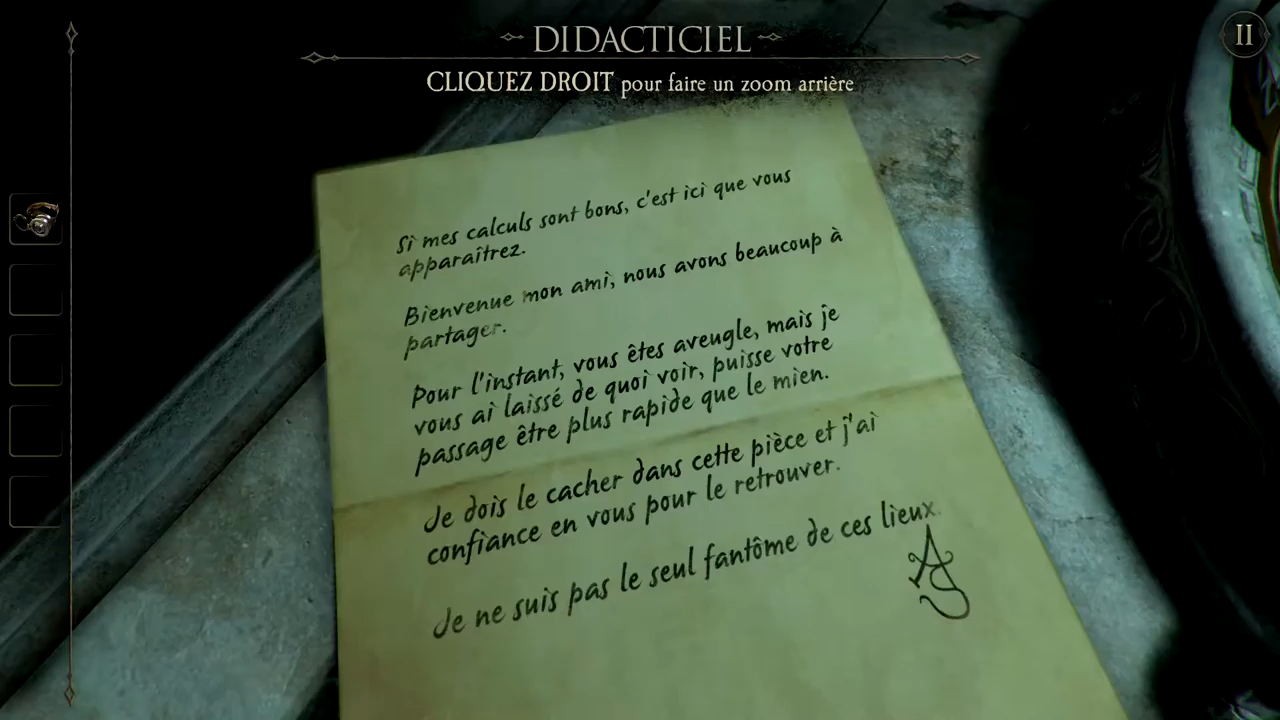 DIDACTICIEL
CLIQUEZ DROIT pour faire un zoom arrière
II
Si mes calculs sont bons, c'est ici que vous
apparaîtrez.
Bienvenue mon ami, nous avons beaucoup à
partager.
Pour l'instant, vous êtes aveugle, mais je
vous ai laissé de quoi voir, puisse votre
passage être plus rapide que le mien.
Je dois le cacher dans cette pièce et j'ai
confiance en vous pour le retrouver.
Je ne suis pas le seul fantôme de ces lieux.
AS